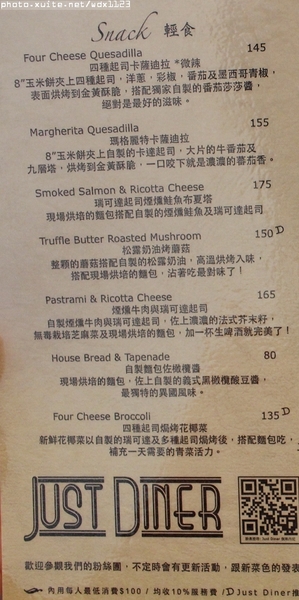 photo.xuite.net/wdx1123
Snack 輕食
Four Cheese Quesadilla 145
四種起司卡薩迪拉 *微辣
8”玉米餅夾上四種起司，洋蔥，彩椒，番茄及墨西哥青椒，
表面烘烤到金黃酥脆，搭配獨家自製的番茄莎莎醬，
絕對是最好的滋味。
Margherita Quesadilla 155
瑪格麗特卡薩迪拉
8”玉米餅夾上自製的卡達起司，大片的牛番茄及
九層塔，烘烤到金黃酥脆，一口咬下就是濃濃的蕃茄香。
Smoked Salmon & Ricotta Cheese 175
瑞可達起司煙燻鮭魚布夏塔
現場烘培的麵包搭配自製的煙燻鮭魚及瑞可達起司
Truffle Butter Roasted Mushroom 150 D
松露奶油烤蘑菇
整顆的蘑菇搭配自製的松露奶油，高溫烘烤入味，
搭配現場烘培的麵包，沾著吃最對味了！
Pastrami & Ricotta Cheese 165
煙燻牛肉與瑞可達起司
自製煙燻牛肉與瑞可達起司，佐上濃濃的法式芥末籽，
無毒栽培芝麻菜及現場烘培的麵包，加一杯生啤酒就完美了！
House Bread & Tapenade 80
自製麵包佐橄欖醬
現場烘培的麵包，佐上自製的義式黑橄欖酸豆醬，
最獨特的異國風味。
Four Cheese Broccoli 135 D
四種起司焗烤花椰菜
新鮮花椰菜以自製的瑞可達及多種起司焗烤後，搭配麵包吃，
補充一天需要的青菜活力。
JUST DINER
歡迎參觀我們的粉絲團，不定時會有更新活動，跟新菜色的發表
內用每人最低消費$100 / 均收10%服務費 /D Just Diner推